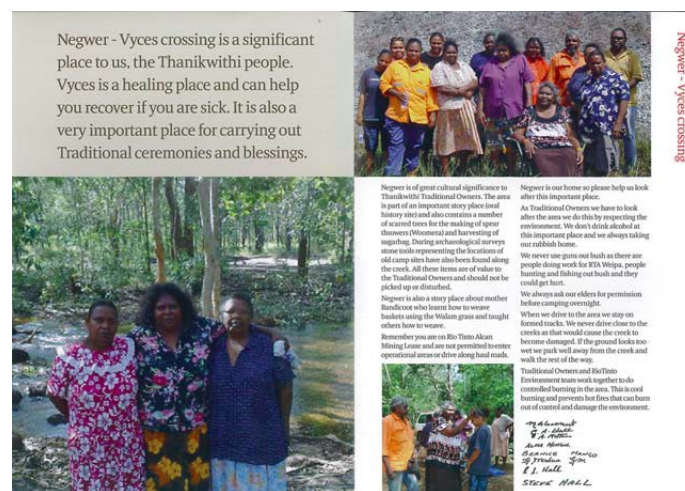 Negwer - Vyces crossing is a significant
place to us, the Thanikwithi people.
Vyces is a healing place and can help
you recover if you are sick. It is also a
very important place for carrying out
Traditional ceremonies and blessings.
Negwer - Vyces crossing
Negwer is of great cultural significance to
Thanikwithi Traditional Owners. The area
is part of an important story place (oral
history site) and also contains a number
of scarred trees for the making of spear
throwers (Woomera) and harvesting of
sugarbag. During archaeological surveys
stone tools representing the locations of
old camp sites have also been found along
the creek. All these items are of value to
the Traditional Owners and should not be
picked up or disturbed.
Negwer is also a story place about mother
Bandicoot who learnt how to weave
baskets using the Walam grass and taught
others how to weave.
Remember you are on Rio Tinto Alcan
Mining Lease and are not permitted to enter
operational areas or drive along haul roads.
Negwer is our home so please help us look
after this important place.
As Traditional Owners we have to look
after the area we do this by respecting the
environment. We don't drink alcohol at
this important place and we always taking
our rubbish home.
We never use guns out bush as there are
people doing work for RTA Weipa, people
hunting and fishing out bush and they
could get hurt.
We always ask our elders for permission
before camping overnight.
When we drive to the area we stay on
formed tracks. We never drive close to the
creeks as that would cause the creek to
become damaged. If the ground looks too
wet we park well away from the creek and
walk the rest of the way.
Traditional Owners and RioTinto
Environment team work together to do
controlled burning in the area. This is cool
burning and prevents hot fires that can burn
out of control and damage the environment.
Hall
BERNICE MANGO
Hall
STEVE HALL